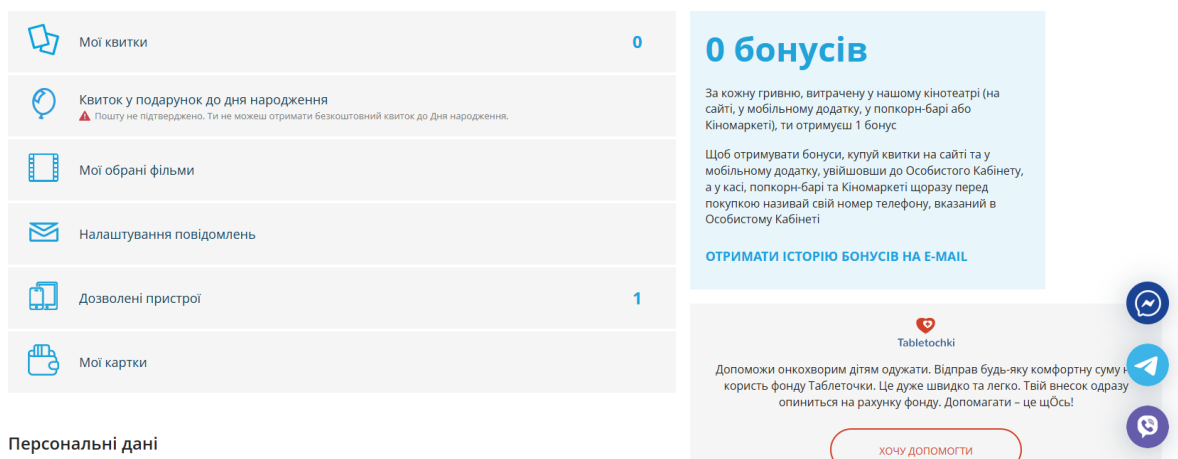 Мої квитки
0
Квиток у подарунок до дня народження
Пошту не підтверджено. Ти не можеш отримати безкоштовний квиток до Дня народження.
Мої обрані фільми
Налаштування повідомлень
Дозволені пристрої
1
Мої картки
Персональні дані
0 бонусів
За кожну гривню, витрачену у нашому кінотеатрі (на
сайті, у мобільному додатку, у попкорн-барі або
Кіномаркеті), ти отримуєш 1 бонус
Щоб отримувати бонуси, купуй квитки на сайті та у
мобільному додатку, увійшовши до Особистого Кабінету,
а у касі, попкорн-барі та Кіномаркеті щоразу перед
покупкою називай свій номер телефону, вказаний в
Особистому Кабінеті
ОТРИМАТИ ІСТОРІЮ БОНУСІВ НА E-MAIL
Tabletochki
Допоможи онкохворим дітям одужати. Відправ будь-яку комфортну суму
користь фонду Таблеточки. Це дуже швидко та легко. Твій внесок одразу
опиниться на рахунку фонду. Допомагати – це щÖсь!
ХОЧУ ДОПОМОГТИ